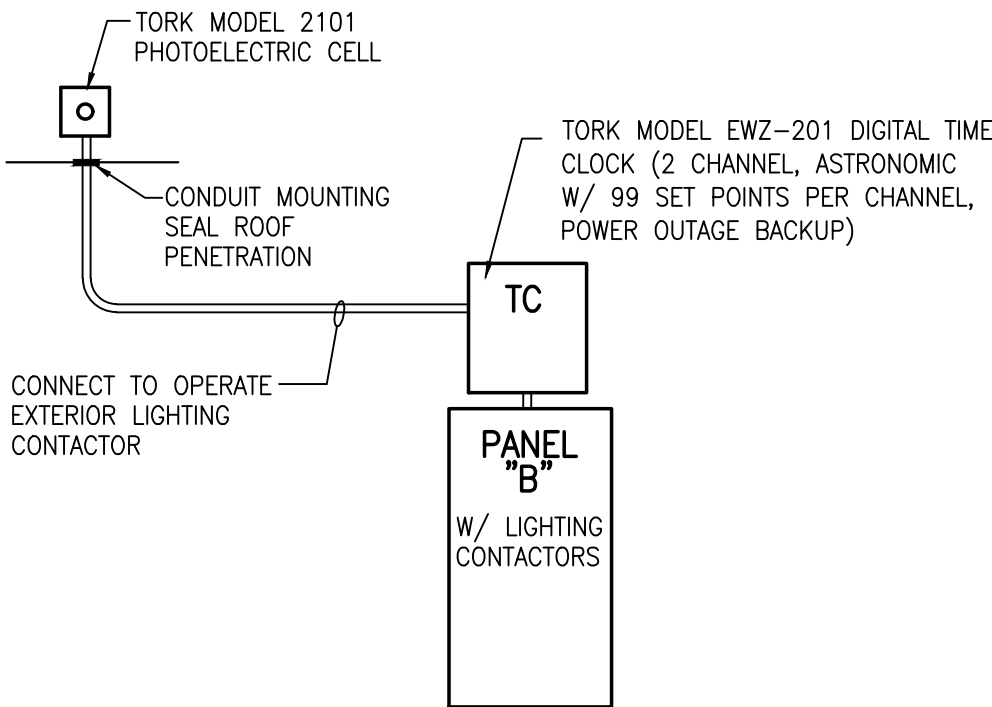 TORK MODEL 2101
PHOTOELECTRIC CELL
TORK MODEL EWZ-201 DIGITAL TIME
CLOCK (2 CHANNEL, ASTRONOMIC
W/ 99 SET POINTS PER CHANNEL,
POWER OUTAGE BACKUP)
CONDUIT MOUNTING
SEAL ROOF
PENETRATION
TC
CONNECT TO OPERATE
EXTERIOR LIGHTING
CONTACTOR
PANEL
"B"
W/ LIGHTING
CONTACTORS